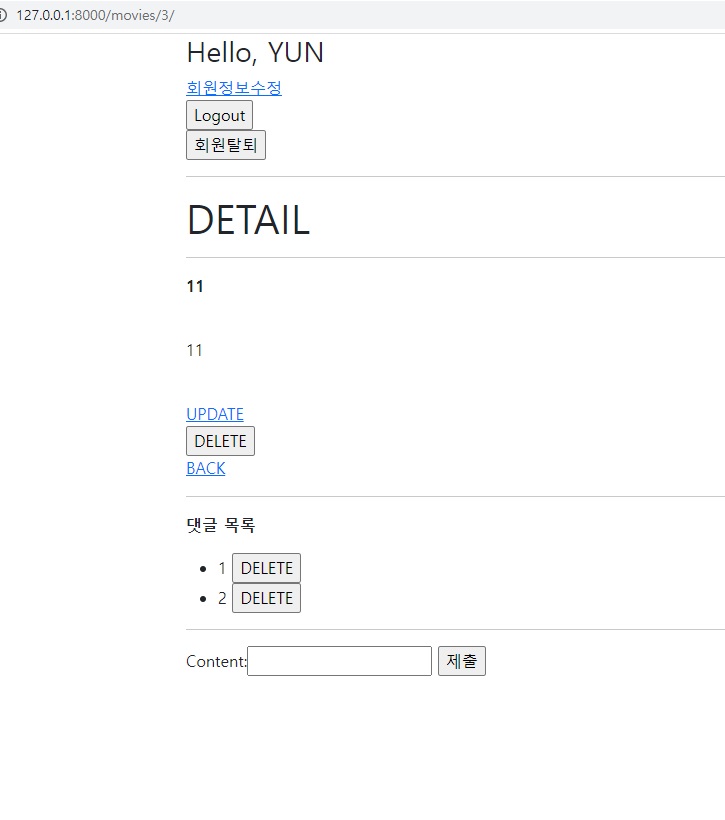 127.0.0.1:8000/movies/3/
Hello, YUN
회원정보수정
Logout
회원탈퇴
DETAIL
11
11
UPDATE
DELETE
BACK
댓글 목록
1 DELETE
2 DELETE
Content: 제출